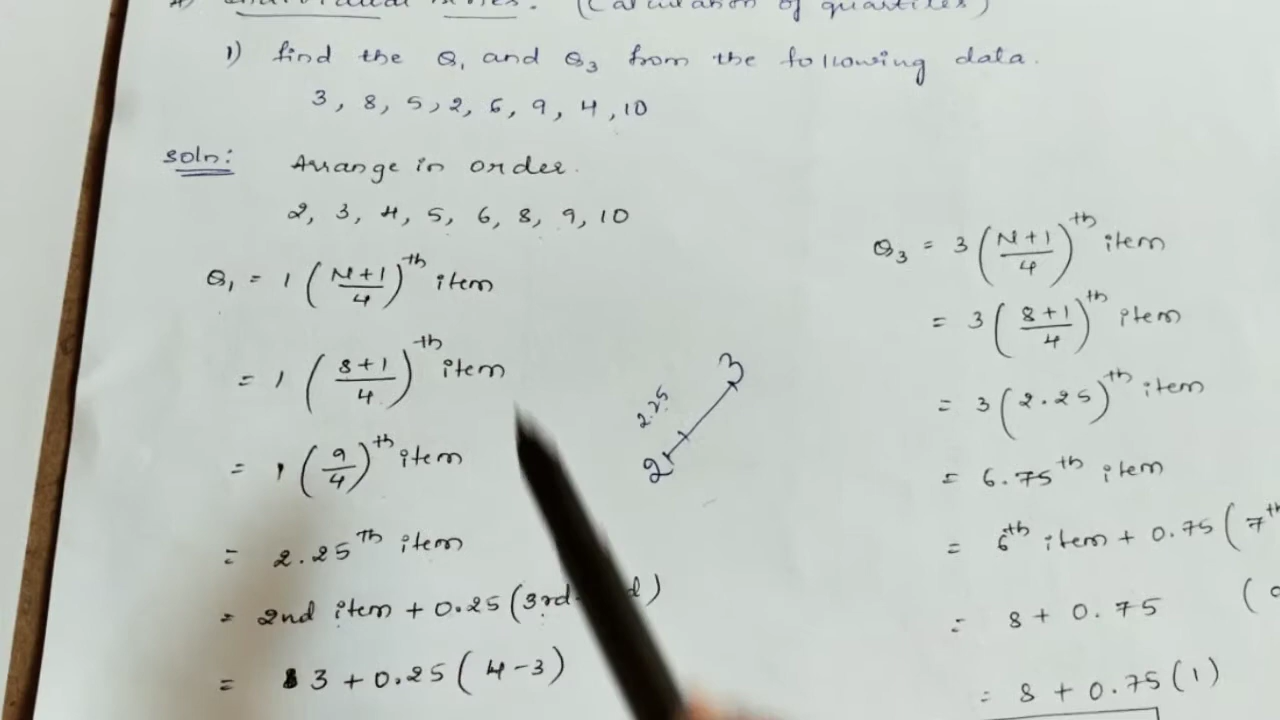 Individual series. (Calculation of quartiles)
1) find the Q₁ and Q₃ from the following data.
3, 8, 5, 2, 6, 9, 4, 10
Soln: Arrange in order.
2, 3, 4, 5, 6, 8, 9, 10
Q₁ = 1 ((N+1)/4)ᵗʰ item
= 1 ((8+1)/4)ᵗʰ item
= 1 (9/4)ᵗʰ item
= 2.25ᵗʰ item
= 2nd item + 0.25 (3rd
= 3 + 0.25 (4-3)
3
2.25
2
Q₃ = 3 ((N+1)/4)ᵗʰ item
= 3 ((8+1)/4)ᵗʰ item
= 3 (2.25)ᵗʰ item
= 6.75ᵗʰ item
= 6ᵗʰ item + 0.75 (7ᵗʰ
= 8 + 0.75 (
= 8 + 0.75 (1)